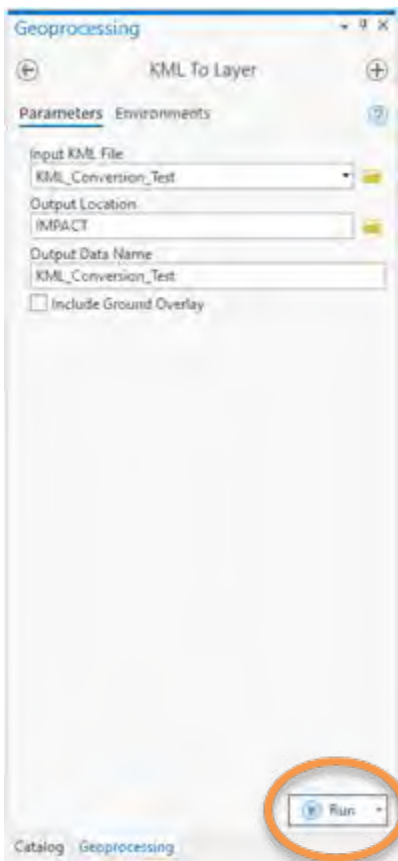 Geoprocessing
KML To Layer
Parameters Environments
Input KML File
KML_Conversion_Test
Output Location
IMPACT
Output Data Name
KML_Conversion_Test
Include Ground Overlay
Run
Catalog Geoprocessing